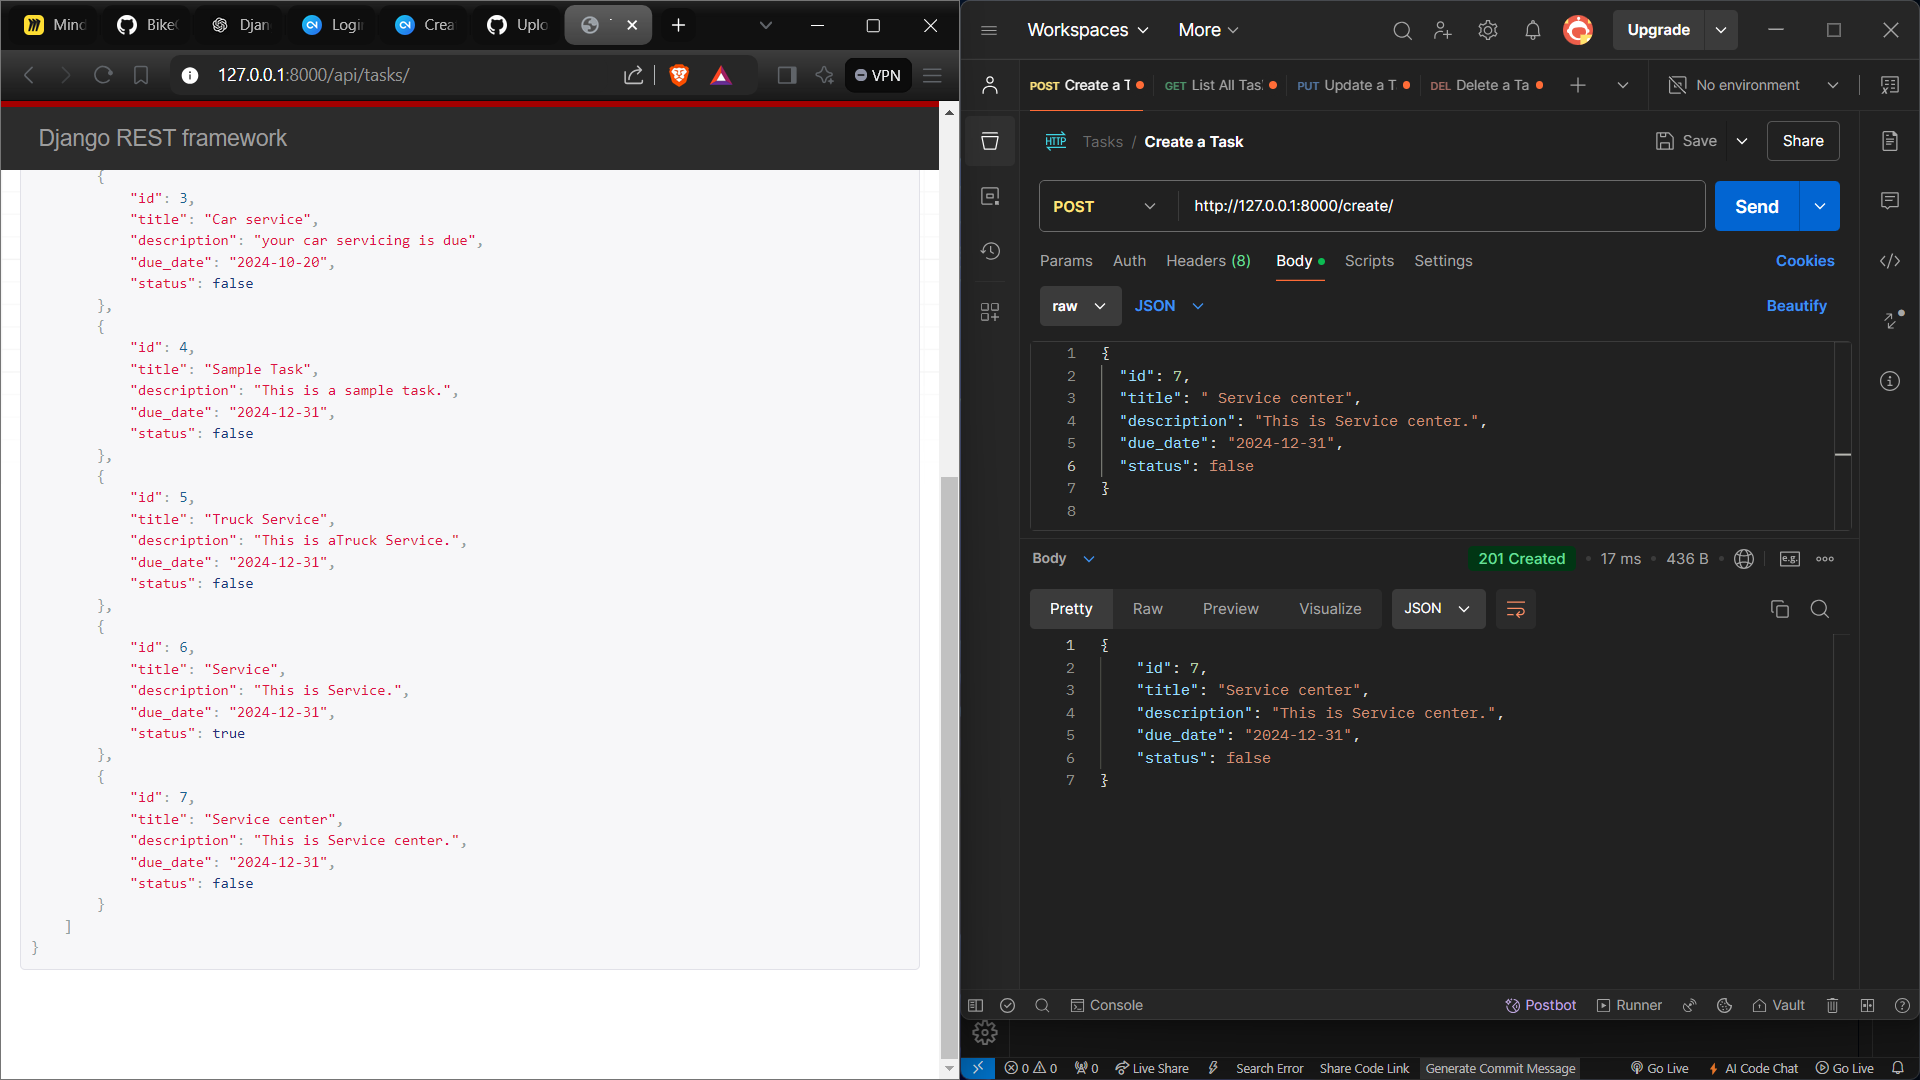 Mind
Bike
Djan
Login
Crea
Uplo
127.0.0.1:8000/api/tasks/
VPN
Django REST framework
{
"id": 3,
"title": "Car service",
"description": "your car servicing is due",
"due_date": "2024-10-20",
"status": false
},
{
"id": 4,
"title": "Sample Task",
"description": "This is a sample task.",
"due_date": "2024-12-31",
"status": false
},
{
"id": 5,
"title": "Truck Service",
"description": "This is aTruck Service.",
"due_date": "2024-12-31",
"status": false
},
{
"id": 6,
"title": "Service",
"description": "This is Service.",
"due_date": "2024-12-31",
"status": true
},
{
"id": 7,
"title": "Service center",
"description": "This is Service center.",
"due_date": "2024-12-31",
"status": false
}
]
}
Workspaces More Upgrade
POST Create a T GET List All Tas PUT Update a T DEL Delete a Ta No environment
HTTP Tasks / Create a Task Save Share
POST http://127.0.0.1:8000/create/ Send
Params Auth Headers (8) Body Scripts Settings Cookies
raw JSON Beautify
1 {
2 "id": 7,
3 "title": " Service center",
4 "description": "This is Service center.",
5 "due_date": "2024-12-31",
6 "status": false
7 }
8
Body 201 Created 17 ms 436 B e.g.
Pretty Raw Preview Visualize JSON
1 {
2 "id": 7,
3 "title": "Service center",
4 "description": "This is Service center.",
5 "due_date": "2024-12-31",
6 "status": false
7 }
Console Postbot Runner Vault
0 0 0 Live Share Search Error Share Code Link Generate Commit Message Go Live AI Code Chat Go Live